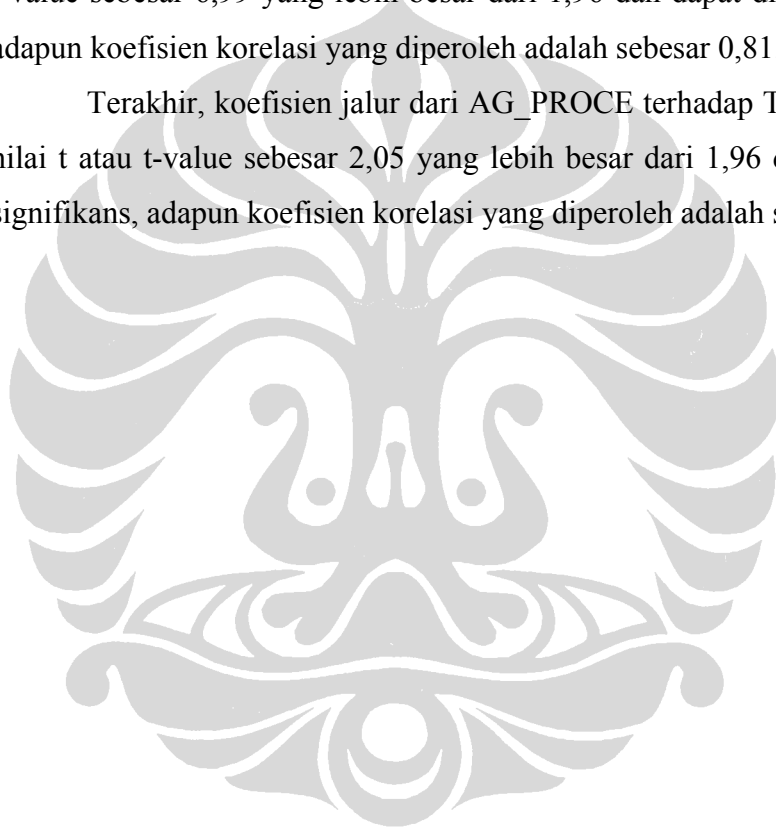 value sebesar 6,99 yang lebih besar dari 1,96 dan dapat
adapun koefisien korelasi yang diperoleh adalah sebesar 0,81
Terakhir, koefisien jalur dari AG_PROCE terhadap
nilai t atau t-value sebesar 2,05 yang lebih besar dari 1,96
signifikans, adapun koefisien korelasi yang diperoleh adalah